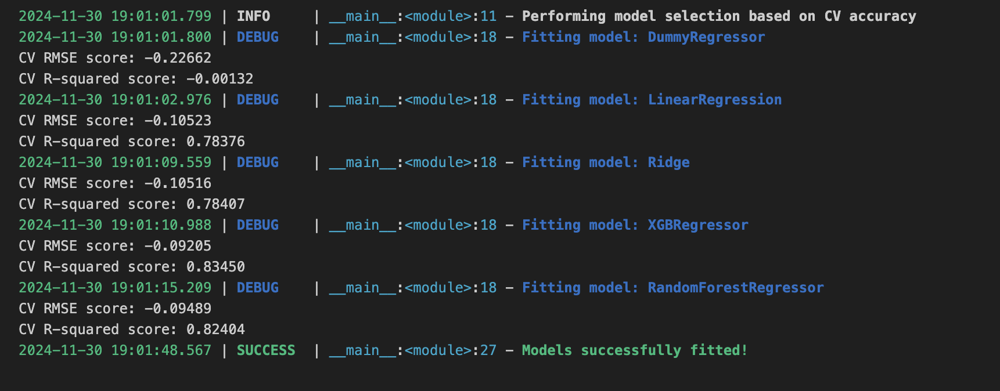 2024-11-30 19:01:01.799 | INFO     | __main__:<module>:11 - Performing model selection based on CV accuracy
2024-11-30 19:01:01.800 | DEBUG    | __main__:<module>:18 - Fitting model: DummyRegressor
CV RMSE score: -0.22662
CV R-squared score: -0.00132
2024-11-30 19:01:02.976 | DEBUG    | __main__:<module>:18 - Fitting model: LinearRegression
CV RMSE score: -0.10523
CV R-squared score: 0.78376
2024-11-30 19:01:09.559 | DEBUG    | __main__:<module>:18 - Fitting model: Ridge
CV RMSE score: -0.10516
CV R-squared score: 0.78407
2024-11-30 19:01:10.988 | DEBUG    | __main__:<module>:18 - Fitting model: XGBRegressor
CV RMSE score: -0.09205
CV R-squared score: 0.83450
2024-11-30 19:01:15.209 | DEBUG    | __main__:<module>:18 - Fitting model: RandomForestRegressor
CV RMSE score: -0.09489
CV R-squared score: 0.82404
2024-11-30 19:01:48.567 | SUCCESS  | __main__:<module>:27 - Models successfully fitted!